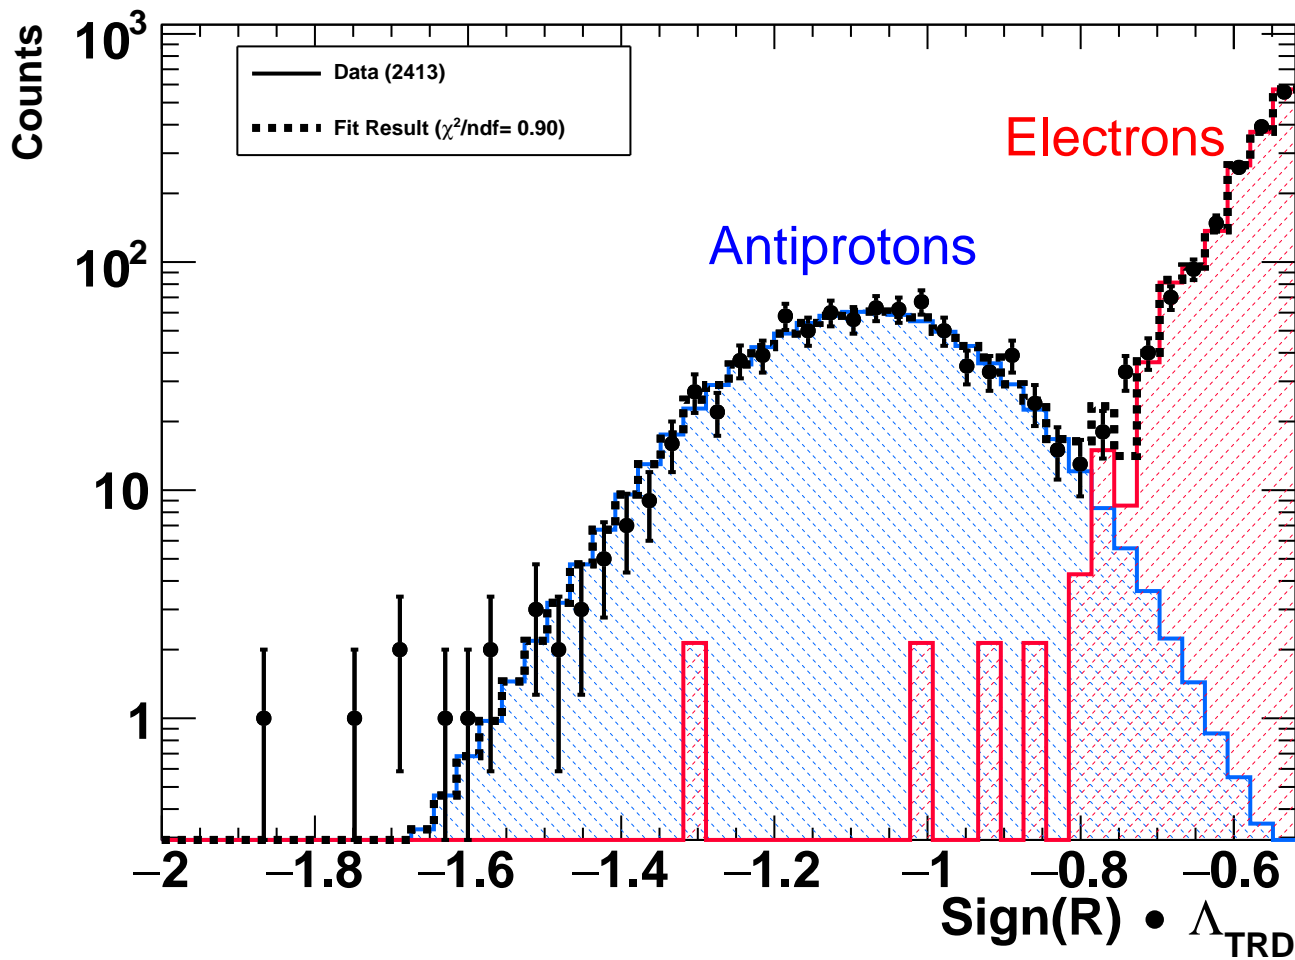 Counts
10³
10²
10
1
Data (2413)
Fit Result (χ²/ndf= 0.90)
Electrons
Antiprotons
−2 −1.8 −1.6 −1.4 −1.2 −1 −0.8 −0.6
Sign(R) • Λ_TRD